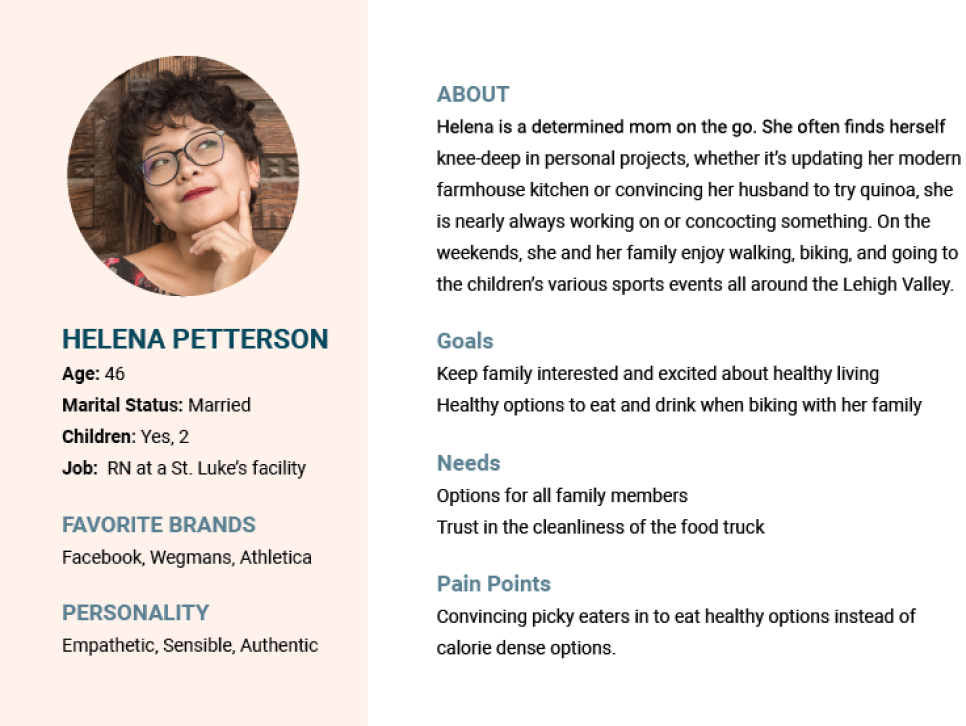 HELENA PETTERSON
Age: 46
Marital Status: Married
Children: Yes, 2
Job: RN at a St. Luke's facility
FAVORITE BRANDS
Facebook, Wegmans, Athletica
PERSONALITY
Empathetic, Sensible, Authentic
ABOUT
Helena is a determined mom on the go. She often finds herself
knee-deep in personal projects, whether it's updating her modern
farmhouse kitchen or convincing her husband to try quinoa, she
is nearly always working on or concocting something. On the
weekends, she and her family enjoy walking, biking, and going to
the children's various sports events all around the Lehigh Valley.
Goals
Keep family interested and excited about healthy living
Healthy options to eat and drink when biking with her family
Needs
Options for all family members
Trust in the cleanliness of the food truck
Pain Points
Convincing picky eaters in to eat healthy options instead of
calorie dense options.